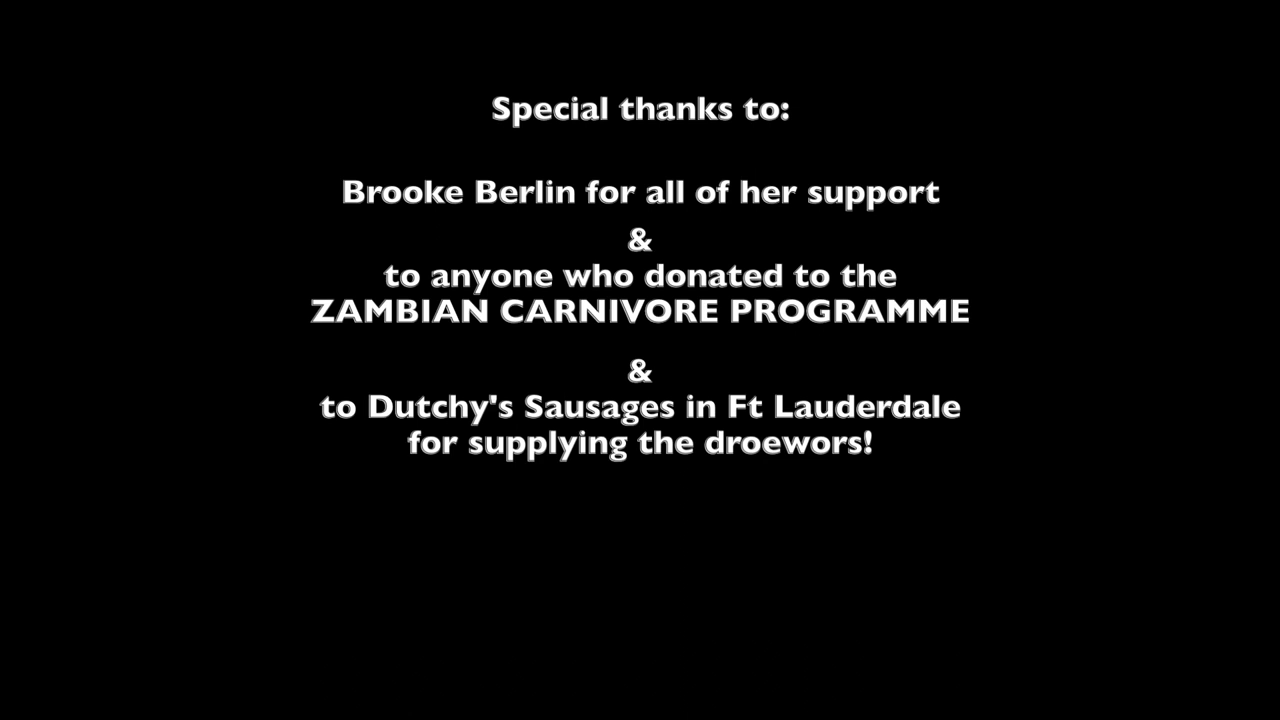 Special thanks to:
Brooke Berlin for all of her support
&
to anyone who donated to the
ZAMBIAN CARNIVORE PROGRAMME
&
to Dutchy's Sausages in Ft Lauderdale
for supplying the droewors!